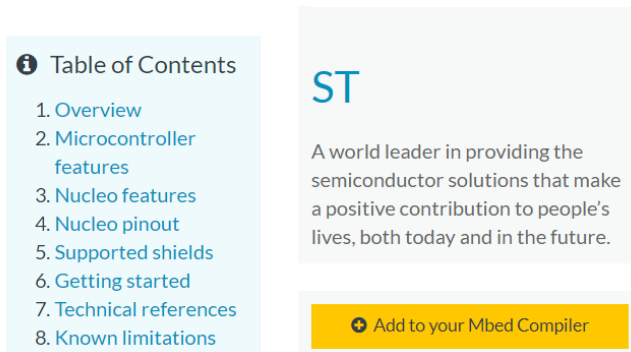 Table of Contents
1. Overview
2. Microcontroller
features
3. Nucleo features
4. Nucleo pinout
5. Supported shields
6. Getting started
7. Technical references
8. Known limitations
ST
A world leader in providing the
semiconductor solutions that make
a positive contribution to people’s
lives, both today and in the future.
Add to your Mbed Compiler